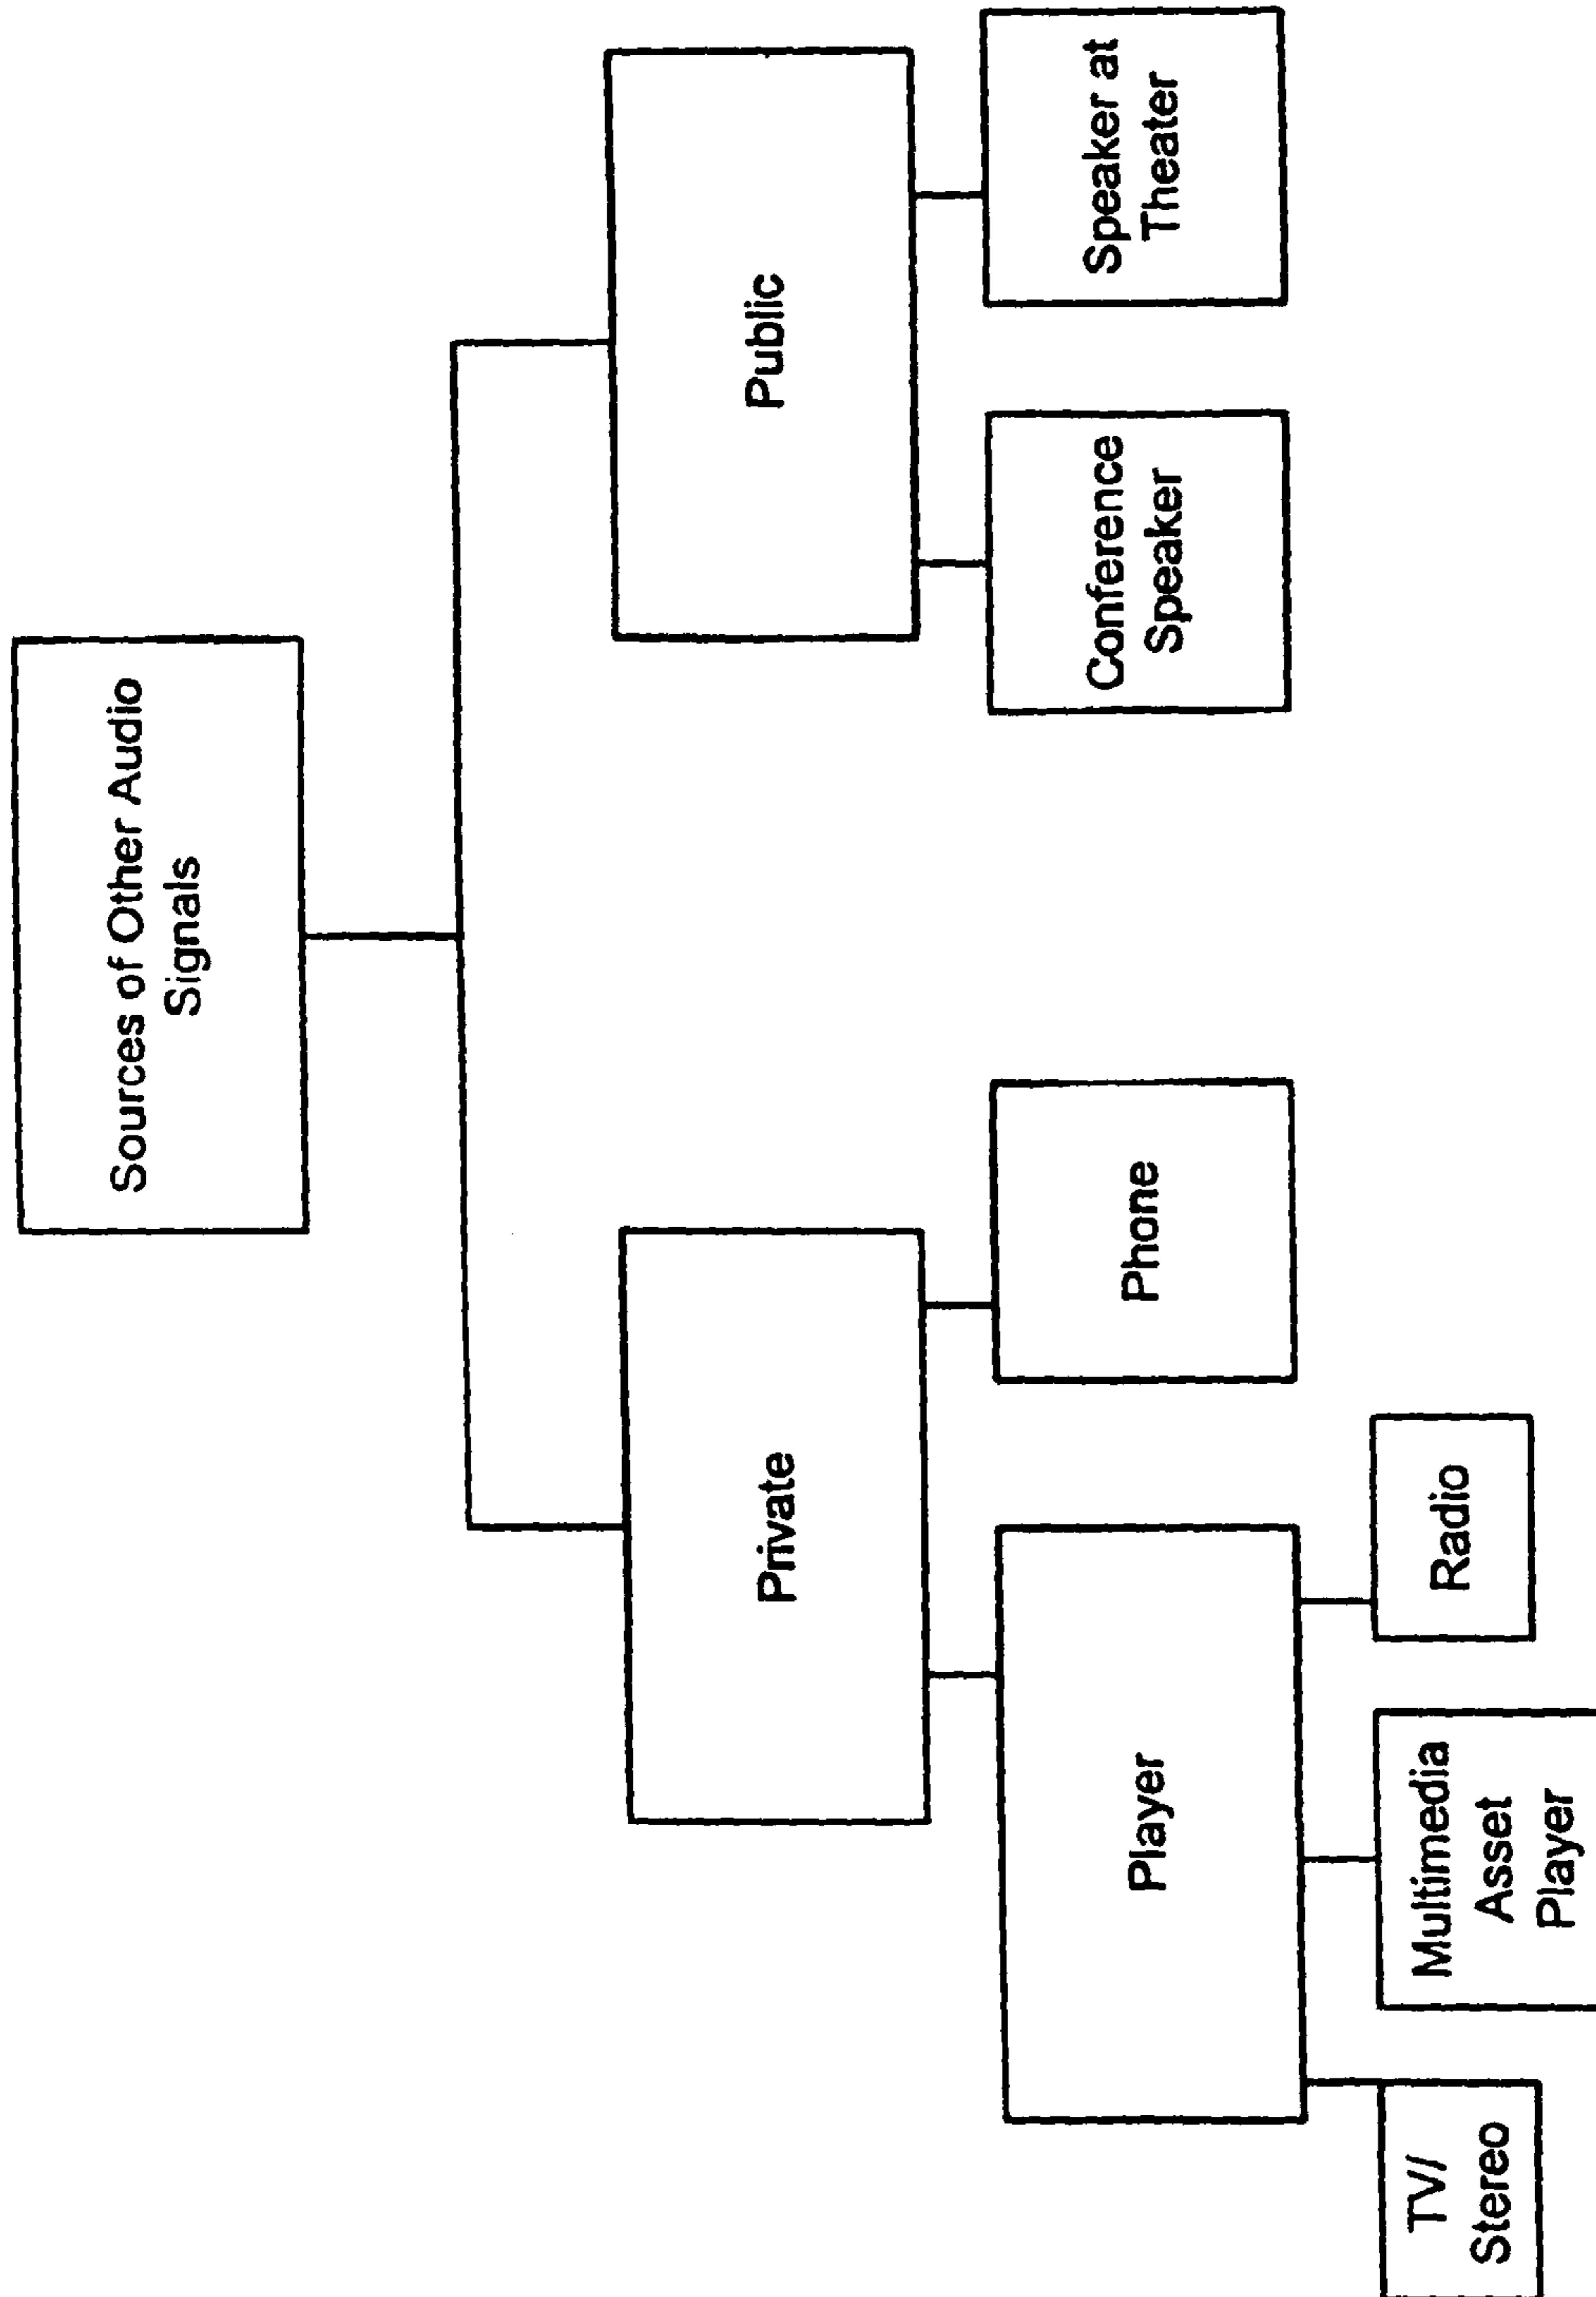 Sources of Other Audio
Signals
Private
Public
Player
Phone
Conference
Speaker
Speaker at
Theater
TV/
Stereo
Multimedia
Asset
Player
Radio